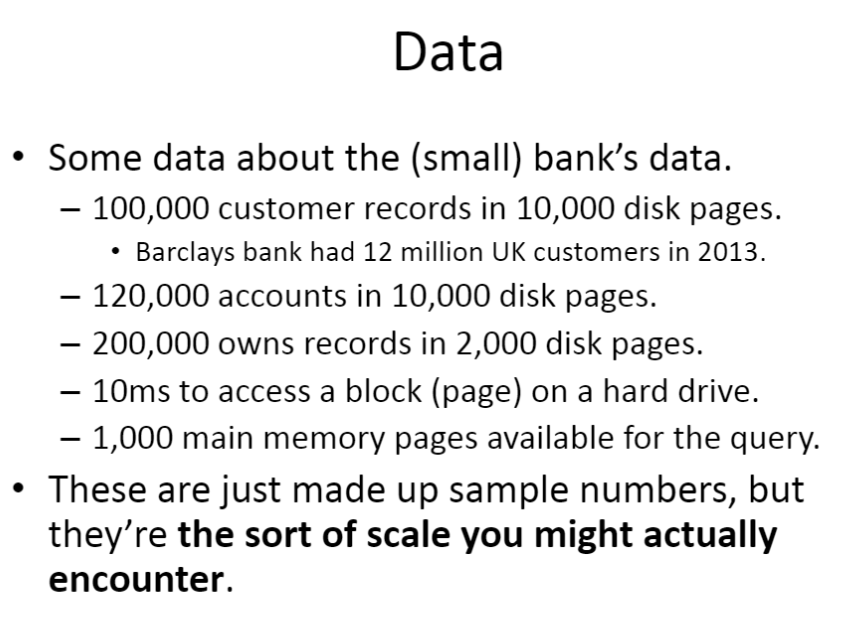 Data
• Some data about the (small) bank's data.
– 100,000 customer records in 10,000 disk pages.
• Barclays bank had 12 million UK customers in 2013.
– 120,000 accounts in 10,000 disk pages.
– 200,000 owns records in 2,000 disk pages.
– 10ms to access a block (page) on a hard drive.
– 1,000 main memory pages available for the query.
• These are just made up sample numbers, but
they're the sort of scale you might actually
encounter.